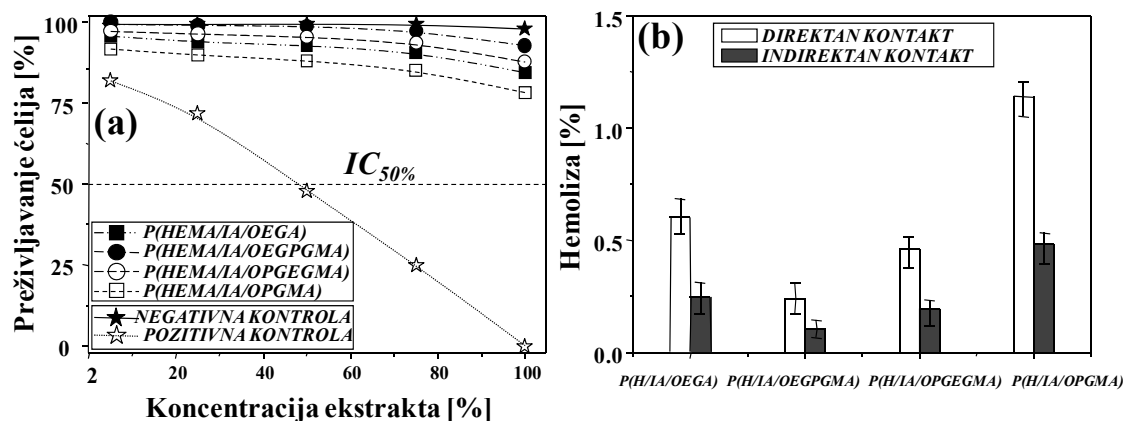 100
75
50
25
0
Preživljavanje ćelija [%]
(a)
IC50%
P(HEMA/IA/OEGA)
P(HEMA/IA/OEGPGMA)
P(HEMA/IA/OPGEGMA)
P(HEMA/IA/OPGMA)
NEGATIVNA KONTROLA
POZITIVNA KONTROLA
2 20 40 60 80 100
Koncentracija ekstrakta [%]
1.5
1.0
0.5
0.0
Hemoliza [%]
(b)
DIREKTAN KONTAKT
INDIREKTAN KONTAKT
P(H/IA/OEGA) P(H/IA/OEGPGMA) P(H/IA/OPGEGMA) P(H/IA/OPGMA)